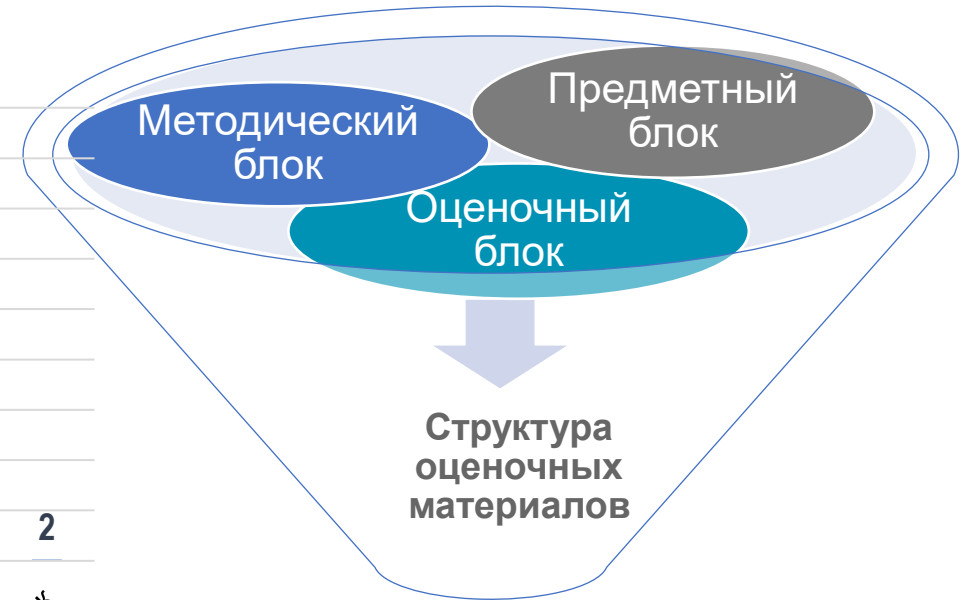 Методический
блок
Предметный
блок
Оценочный
блок
Структура
оценочных
материалов
2